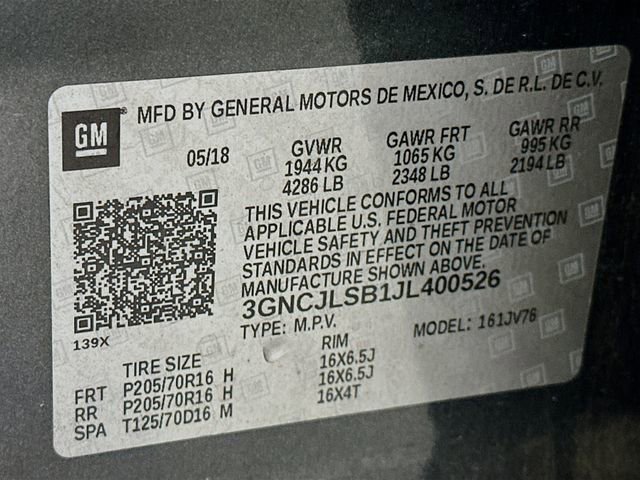 GM MFD BY GENERAL MOTORS DE MEXICO, S. DE R.L. DE C.V.
05/18 GVWR GAWR FRT GAWR RR
1944 KG 1065 KG 995 KG
4286 LB 2348 LB 2194 LB
THIS VEHICLE CONFORMS TO ALL
APPLICABLE U.S. FEDERAL MOTOR
VEHICLE SAFETY AND THEFT PREVENTION
STANDARDS IN EFFECT ON THE DATE OF
MANUFACTURE SHOWN ABOVE.
3GNCJLSB1JL400526
139X
TYPE: M.P.V. MODEL: 161JV76
TIRE SIZE RIM
FRT P205/70R16 H 16X6.5J
RR P205/70R16 H 16X6.5J
SPA T125/70D16 M 16X4T